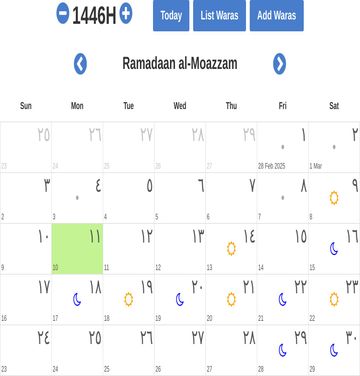 1446H
Today
List Waras
Add Waras
Ramadaan al-Moazzam
Sun Mon Tue Wed Thu Fri Sat
٢٥ ٢٦ ٢٧ ٢٨ ٢٩ ١ ٢
23 24 25 26 27 28 Feb 2025 1 Mar
٣ ٤ ٥ ٦ ٧ ٨ ٩
2 3 4 5 6 7 8
١٠ ١١ ١٢ ١٣ ١٤ ١٥ ١٦
9 10 11 12 13 14 15
١٧ ١٨ ١٩ ٢٠ ٢١ ٢٢ ٢٣
16 17 18 19 20 21 22
٢٤ ٢٥ ٢٦ ٢٧ ٢٨ ٢٩ ٣٠
23 24 25 26 27 28 29